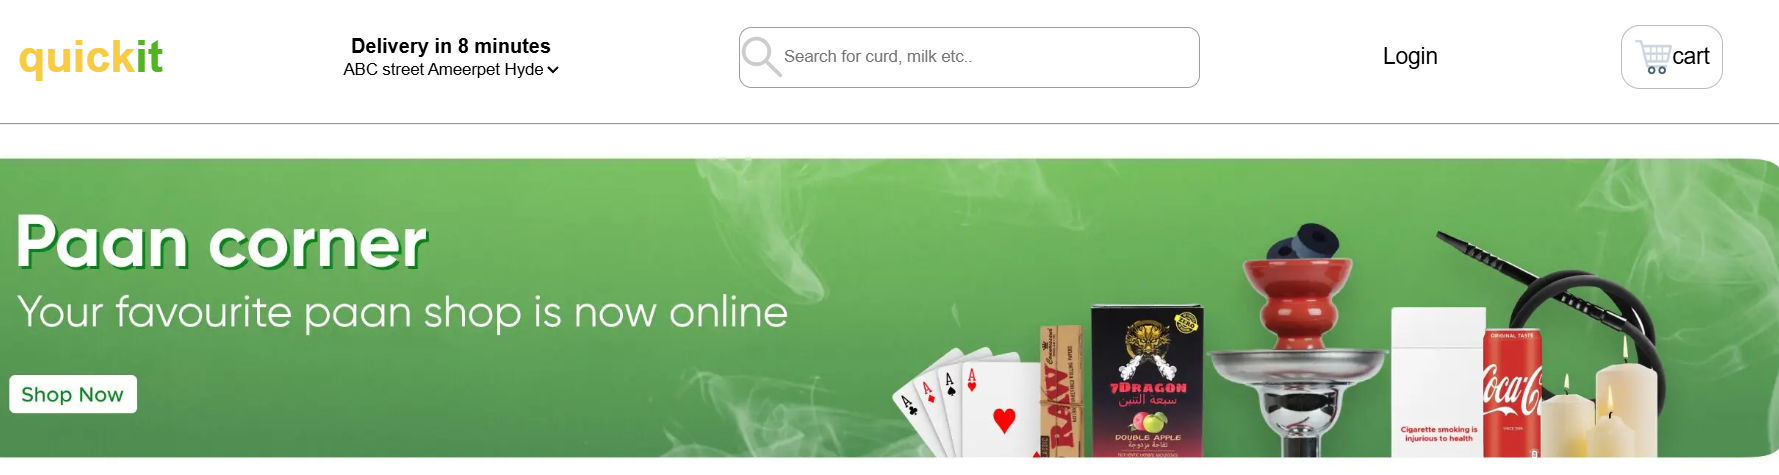 quickit
Delivery in 8 minutes
ABC street Ameerpet Hyde
Search for curd, milk etc..
Login
cart
Paan corner
Your favourite paan shop is now online
Shop Now
A
A
A
A
RAW
7DRAGON
سبعة التنين
DOUBLE APPLE
تفاحة مزدوجة
Cigarette smoking is
injurious to health
ORIGINAL TASTE
Coca-C